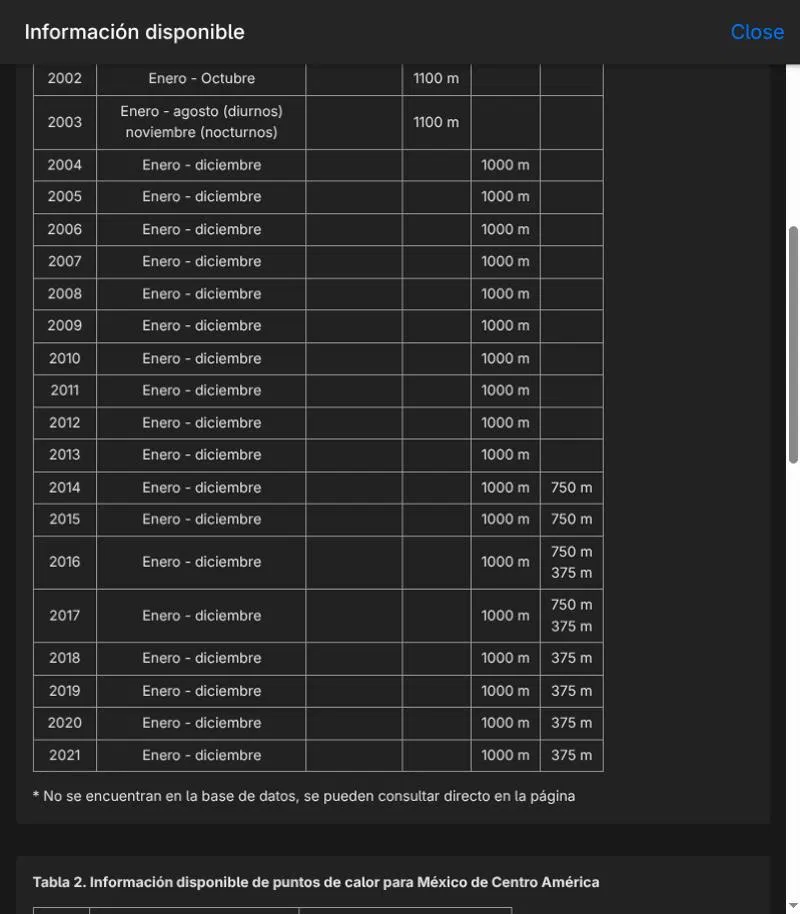 Información disponible Close
2002 Enero - Octubre 1100 m
2003 Enero - agosto (diurnos) noviembre (nocturnos) 1100 m
2004 Enero - diciembre 1000 m
2005 Enero - diciembre 1000 m
2006 Enero - diciembre 1000 m
2007 Enero - diciembre 1000 m
2008 Enero - diciembre 1000 m
2009 Enero - diciembre 1000 m
2010 Enero - diciembre 1000 m
2011 Enero - diciembre 1000 m
2012 Enero - diciembre 1000 m
2013 Enero - diciembre 1000 m
2014 Enero - diciembre 1000 m 750 m
2015 Enero - diciembre 1000 m 750 m
2016 Enero - diciembre 1000 m 750 m 375 m
2017 Enero - diciembre 1000 m 750 m 375 m
2018 Enero - diciembre 1000 m 375 m
2019 Enero - diciembre 1000 m 375 m
2020 Enero - diciembre 1000 m 375 m
2021 Enero - diciembre 1000 m 375 m
* No se encuentran en la base de datos, se pueden consultar directo en la página
Tabla 2. Información disponible de puntos de calor para México de Centro América